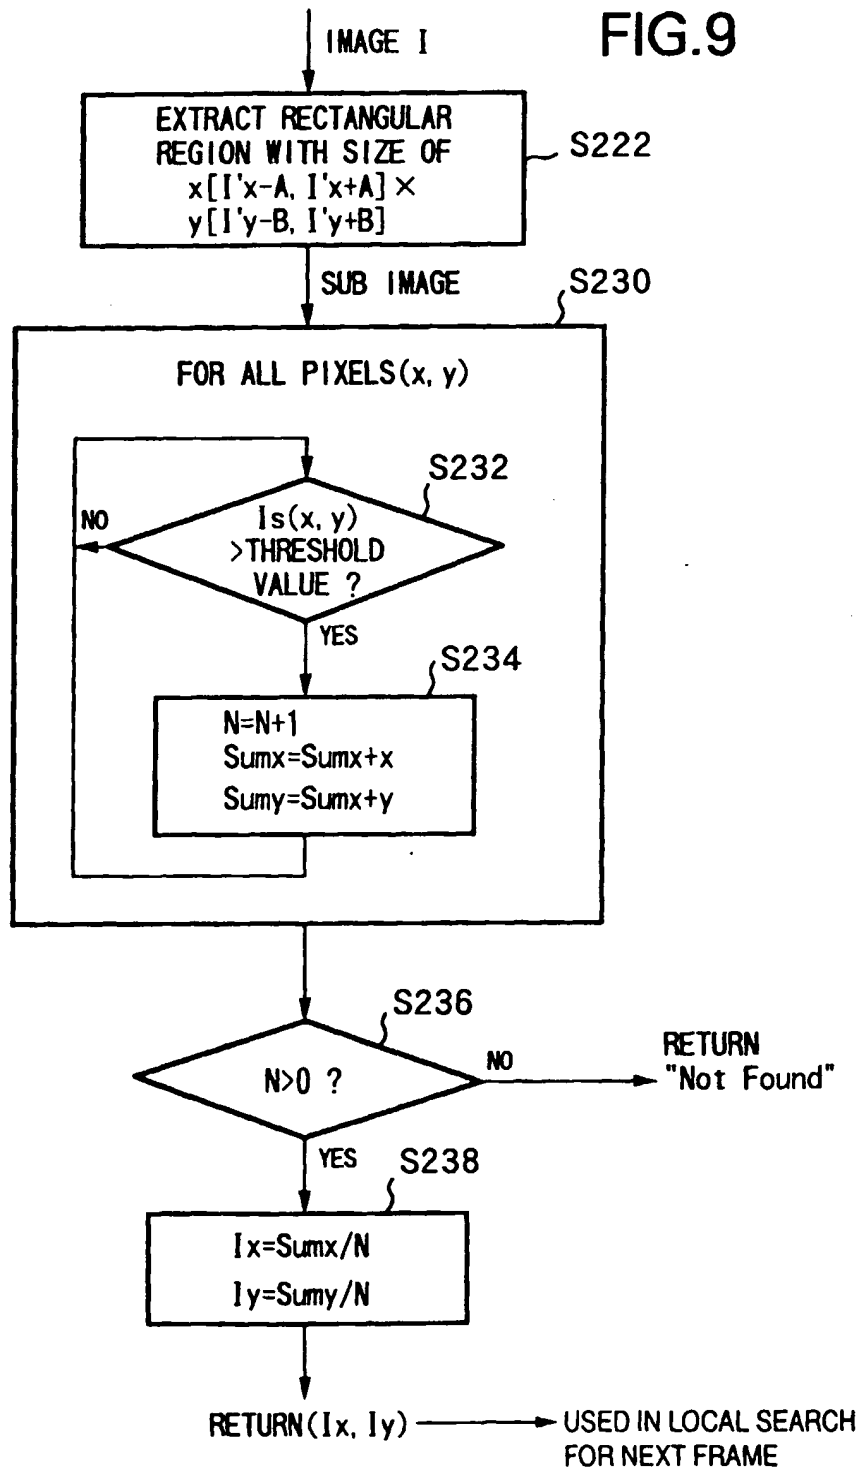 FIG.9
IMAGE I
EXTRACT RECTANGULAR
REGION WITH SIZE OF
x[I'x-A, I'x+A]×
y[I'y-B, I'y+B]
S222
SUB IMAGE
S230
FOR ALL PIXELS(x, y)
S232
Is(x, y)
>THRESHOLD
VALUE ?
NO
YES
S234
N=N+1
Sumx=Sumx+x
Sumy=Sumx+y
S236
N>0 ?
NO
RETURN
"Not Found"
YES
S238
Ix=Sumx/N
Iy=Sumy/N
RETURN(Ix, Iy)
USED IN LOCAL SEARCH
FOR NEXT FRAME